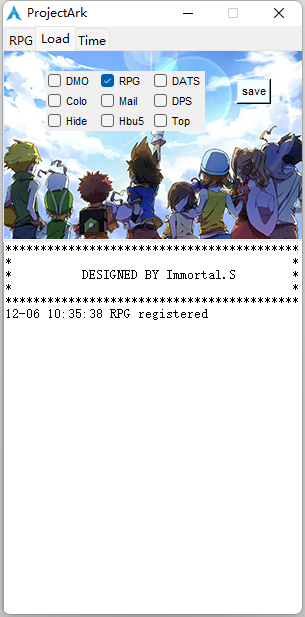 ProjectArk
RPG Load Time
DMO RPG DATS
save
Colo Mail DPS
Hide Hbu5 Top
******************************************
* *
* DESIGNED BY Immortal.S *
* *
******************************************
12-06 10:35:38 RPG registered